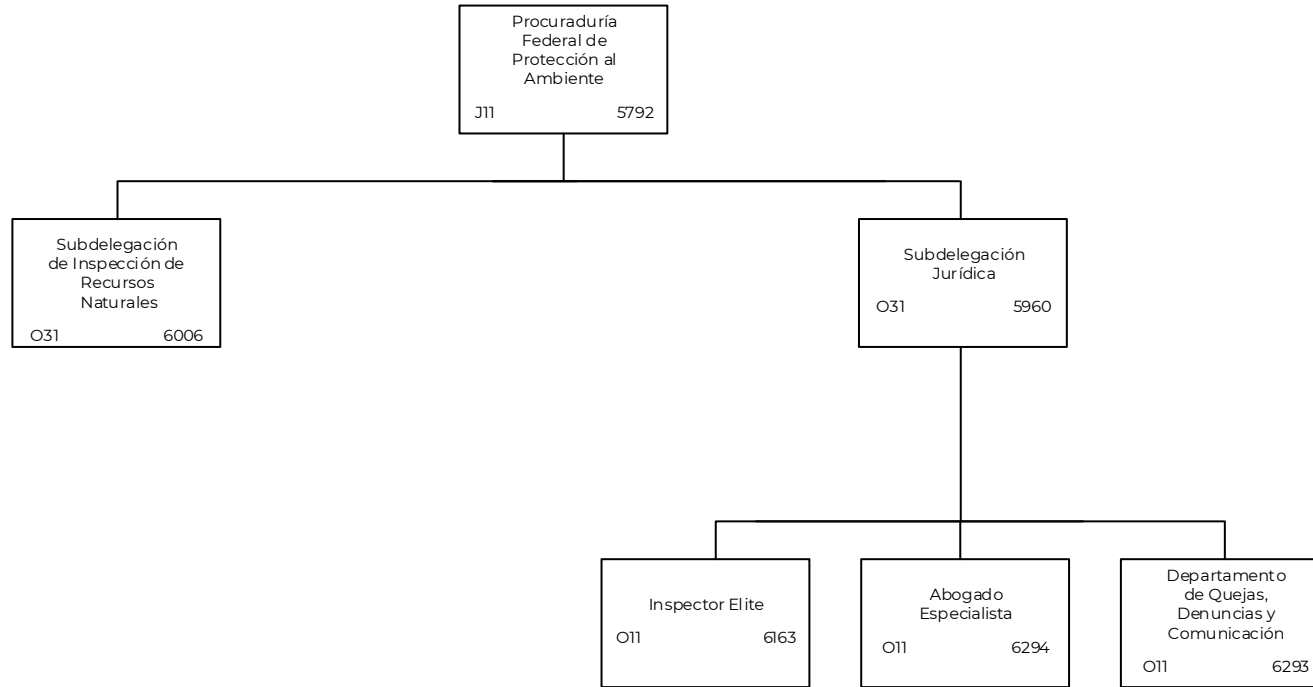 Procuraduría
Federal de
Protección al
Ambiente
J11 5792
Subdelegación
de Inspección de
Recursos
Naturales
O31 6006
Subdelegación
Jurídica
O31 5960
Inspector Elite
O11 6163
Abogado
Especialista
O11 6294
Departamento
de Quejas,
Denuncias y
Comunicación
O11 6293